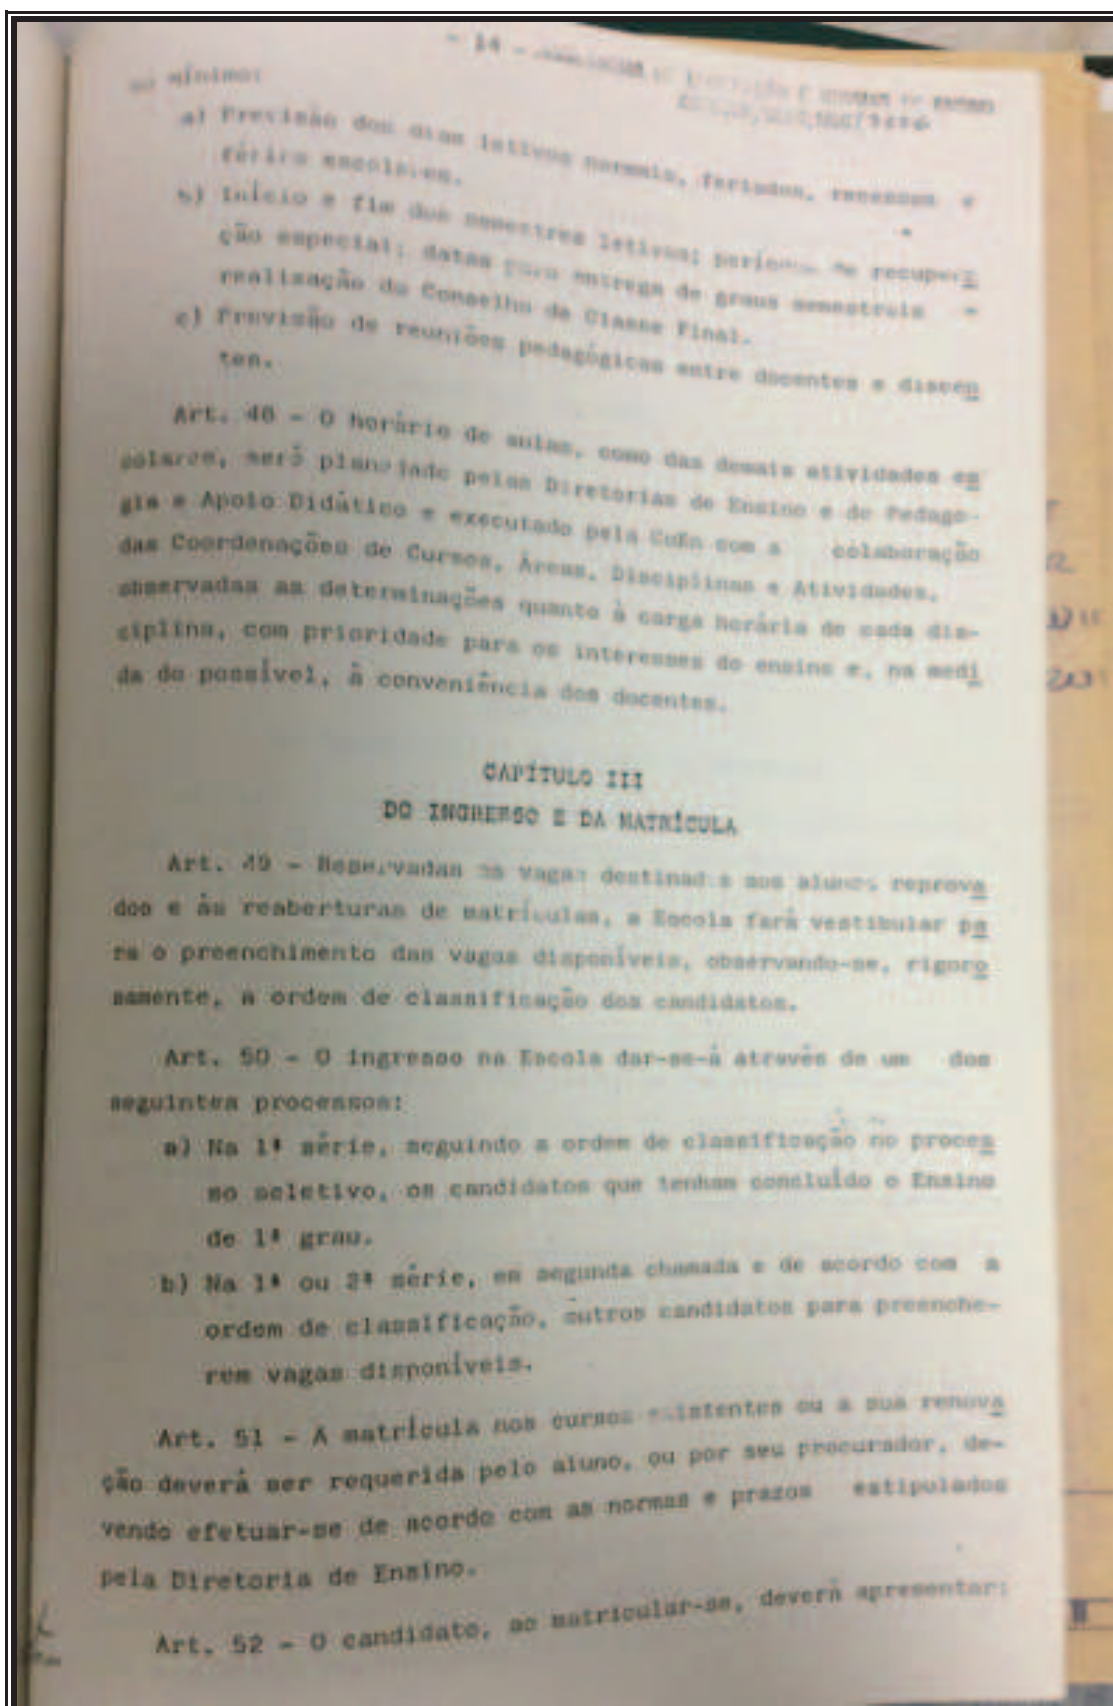 - 14 -
no mínimo:
a) Previsão dos dias letivos normais, feriados, recessos e
férias escolares.
b) Início e fim dos semestres letivos; período de recupera
ção especial; datas para entrega de graus semestrais e
realização do Conselho de Classe Final.
c) Previsão de reuniões pedagógicas entre docentes e discen
tes.
Art. 48 - O horário de aulas, como das demais atividades es
colares, será planejado pelas Diretorias de Ensino e de Pedago-
gia e Apoio Didático e executado pela CoEn com a colaboração
das Coordenações de Cursos, Áreas, Disciplinas e Atividades,
observadas as determinações quanto à carga horária de cada dis-
ciplina, com prioridade para os interesses do ensino e, na medi
da do possível, à conveniência dos docentes.
CAPÍTULO III
DO INGRESSO E DA MATRÍCULA
Art. 49 - Reservadas as vagas destinadas aos alunos reprova
dos e às reaberturas de matrículas, a Escola fará vestibular pa
ra o preenchimento das vagas disponíveis, observando-se, rigoro
samente, a ordem de classificação dos candidatos.
Art. 50 - O ingresso na Escola dar-se-á através de um dos
seguintes processos:
a) Na 1ª série, seguindo a ordem de classificação no proces
so seletivo, os candidatos que tenham concluído o Ensino
de 1º grau.
b) Na 1ª ou 2ª série, em segunda chamada e de acordo com a
ordem de classificação, outros candidatos para preenche-
rem vagas disponíveis.
Art. 51 - A matrícula nos cursos existentes ou a sua renova
ção deverá ser requerida pelo aluno, ou por seu procurador, de-
vendo efetuar-se de acordo com as normas e prazos estipulados
pela Diretoria de Ensino.
Art. 52 - O candidato, ao matricular-se, deverá apresentar: